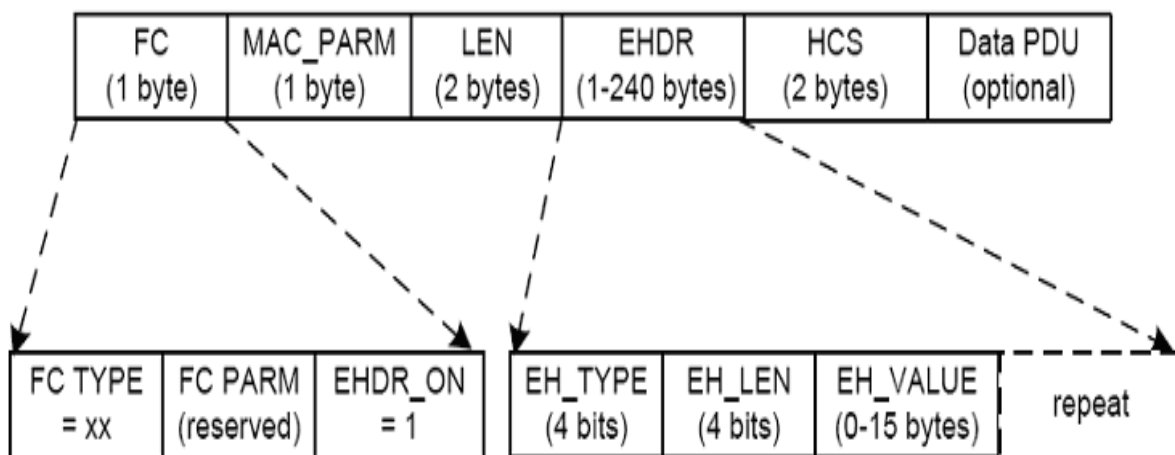 FC MAC_PARM LEN EHDR HCS Data PDU
(1 byte) (1 byte) (2 bytes) (1-240 bytes) (2 bytes) (optional)
FC TYPE FC PARM EHDR_ON EH_TYPE EH_LEN EH_VALUE repeat
= xx (reserved) = 1 (4 bits) (4 bits) (0-15 bytes)